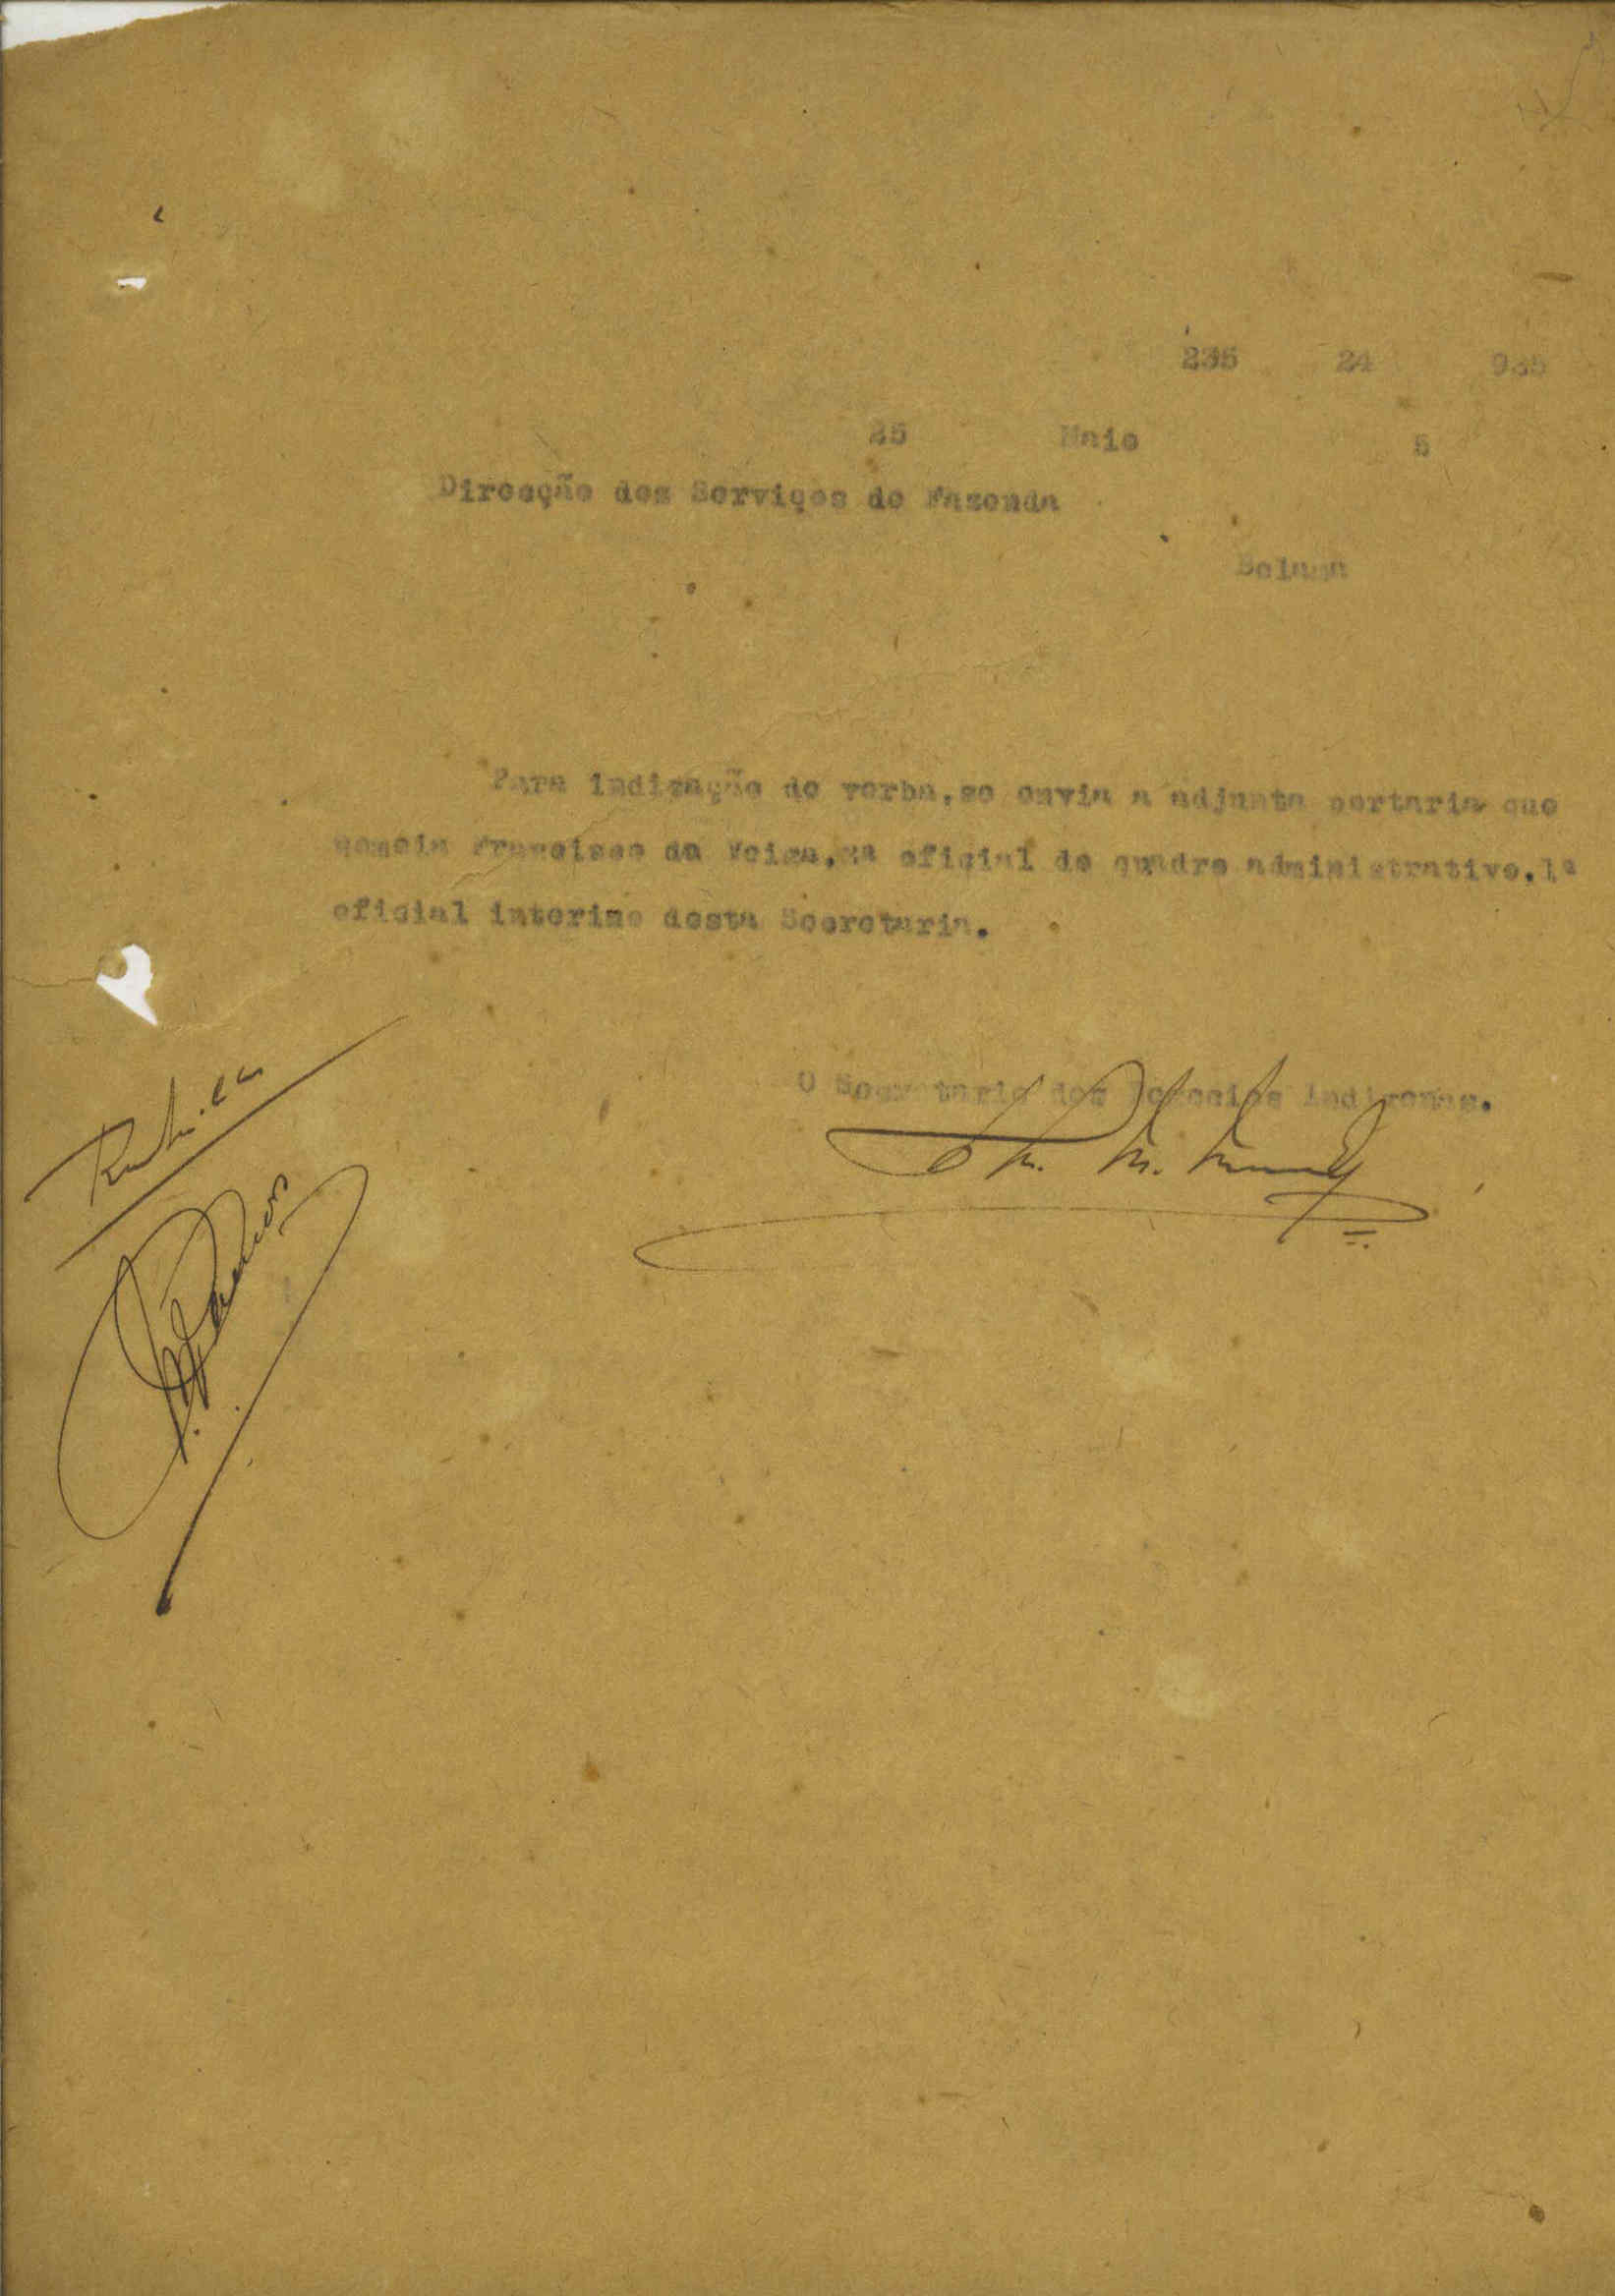 235 24 935
25 Maio 5
Direcção dos Serviços de Fazenda
Bolama
Para indicação de verba, se envia a adjunta portaria que
nomeia Francisco da Veiga, 2º oficial do quadro administrativo, 1º
oficial interino desta Secretaria.
O Secretario dos Negocios Indigenas.